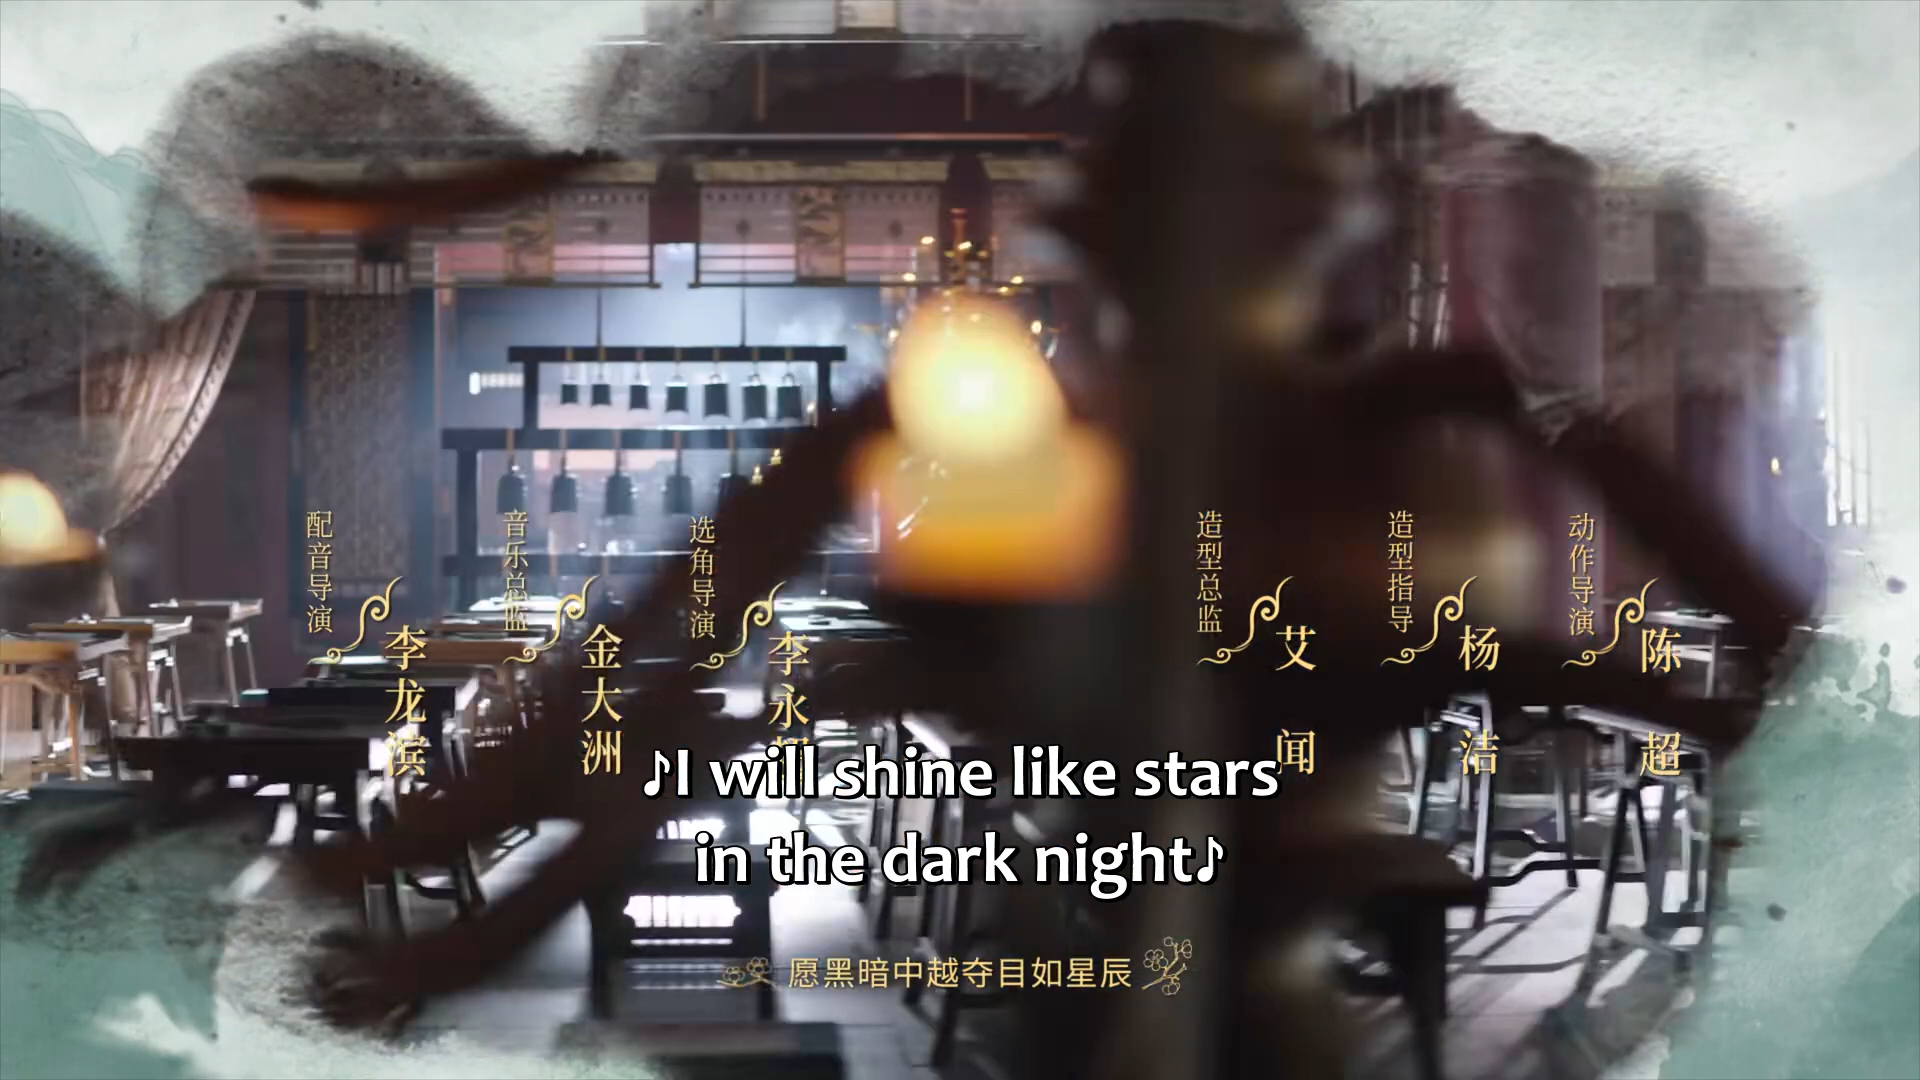 配音导演
李龙滨
音乐总监
金大洲
选角导演
李永
造型总监
艾闻
造型指导
杨洁
动作导演
陈超
♪I will shine like stars
in the dark night♪
愿黑暗中越夺目如星辰